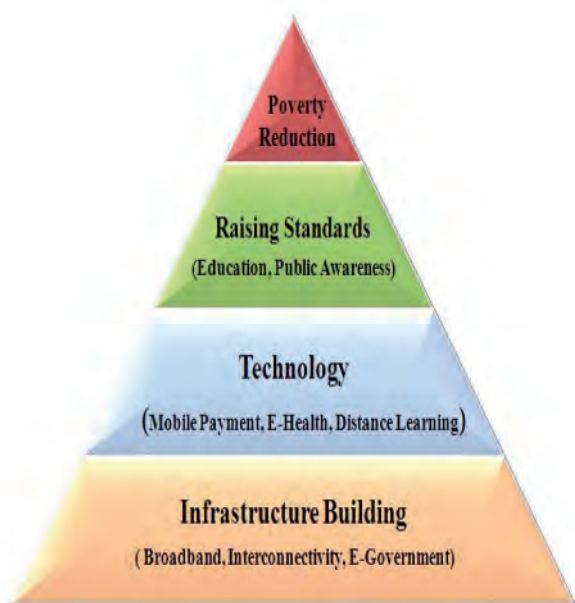 Poverty
Reduction
Raising Standards
(Education, Public Awareness)
Technology
(Mobile Payment, E-Health, Distance Learning)
Infrastructure Building
( Broadband, Interconnectivity, E-Government)